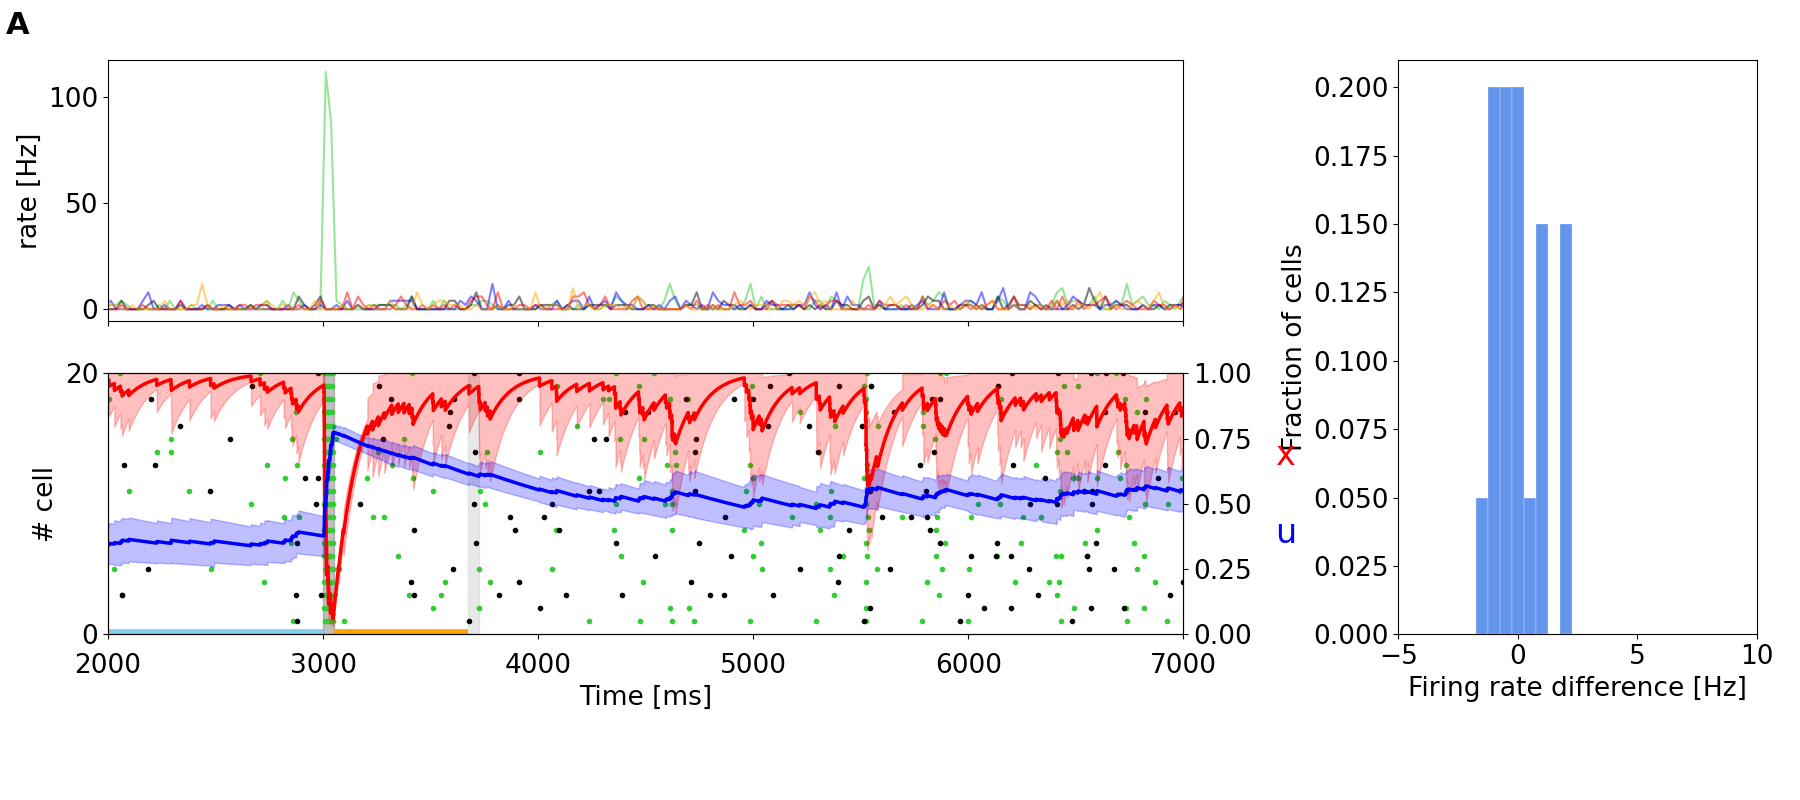 A
100
50
0
rate [Hz]
20
0
# cell
1.00
0.75
0.50
0.25
0.00
x
u
2000 3000 4000 5000 6000 7000
Time [ms]
0.200
0.175
0.150
0.125
0.100
0.075
0.050
0.025
0.000
Fraction of cells
−5 0 5 10
Firing rate difference [Hz]